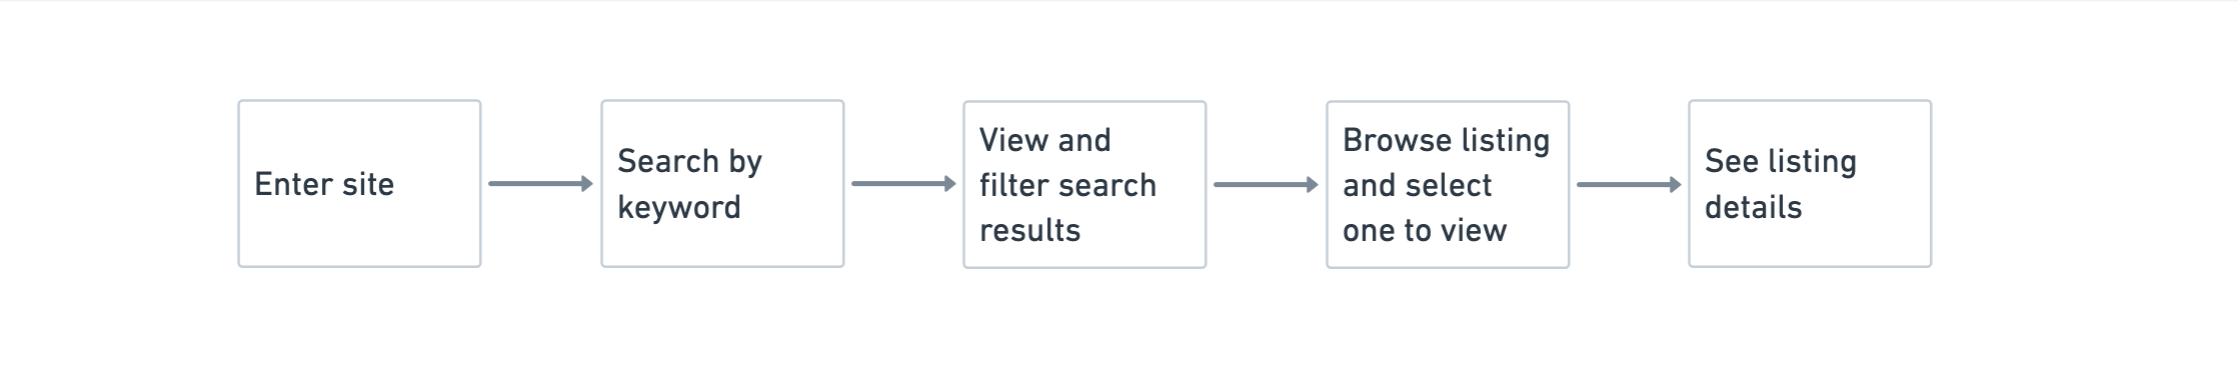 Enter site
Search by
keyword
View and
filter search
results
Browse listing
and select
one to view
See listing
details